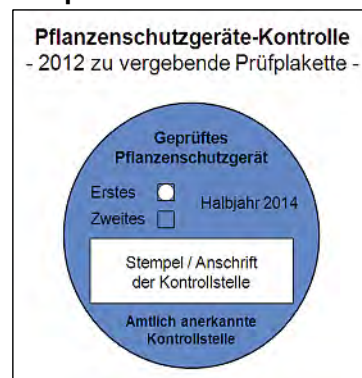 Pflanzenschutzgeräte-Kontrolle
- 2012 zu vergebende Prüfplakette -
Geprüftes
Pflanzenschutzgerät
Erstes
Halbjahr 2014
Zweites
Stempel / Anschrift
der Kontrollstelle
Amtlich anerkannte
Kontrollstelle